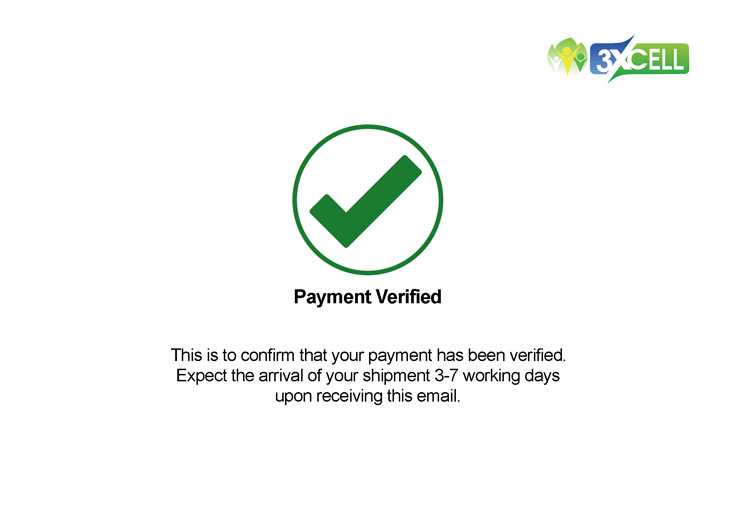 3XCELL
Payment Verified
This is to confirm that your payment has been verified.
Expect the arrival of your shipment 3-7 working days
upon receiving this email.